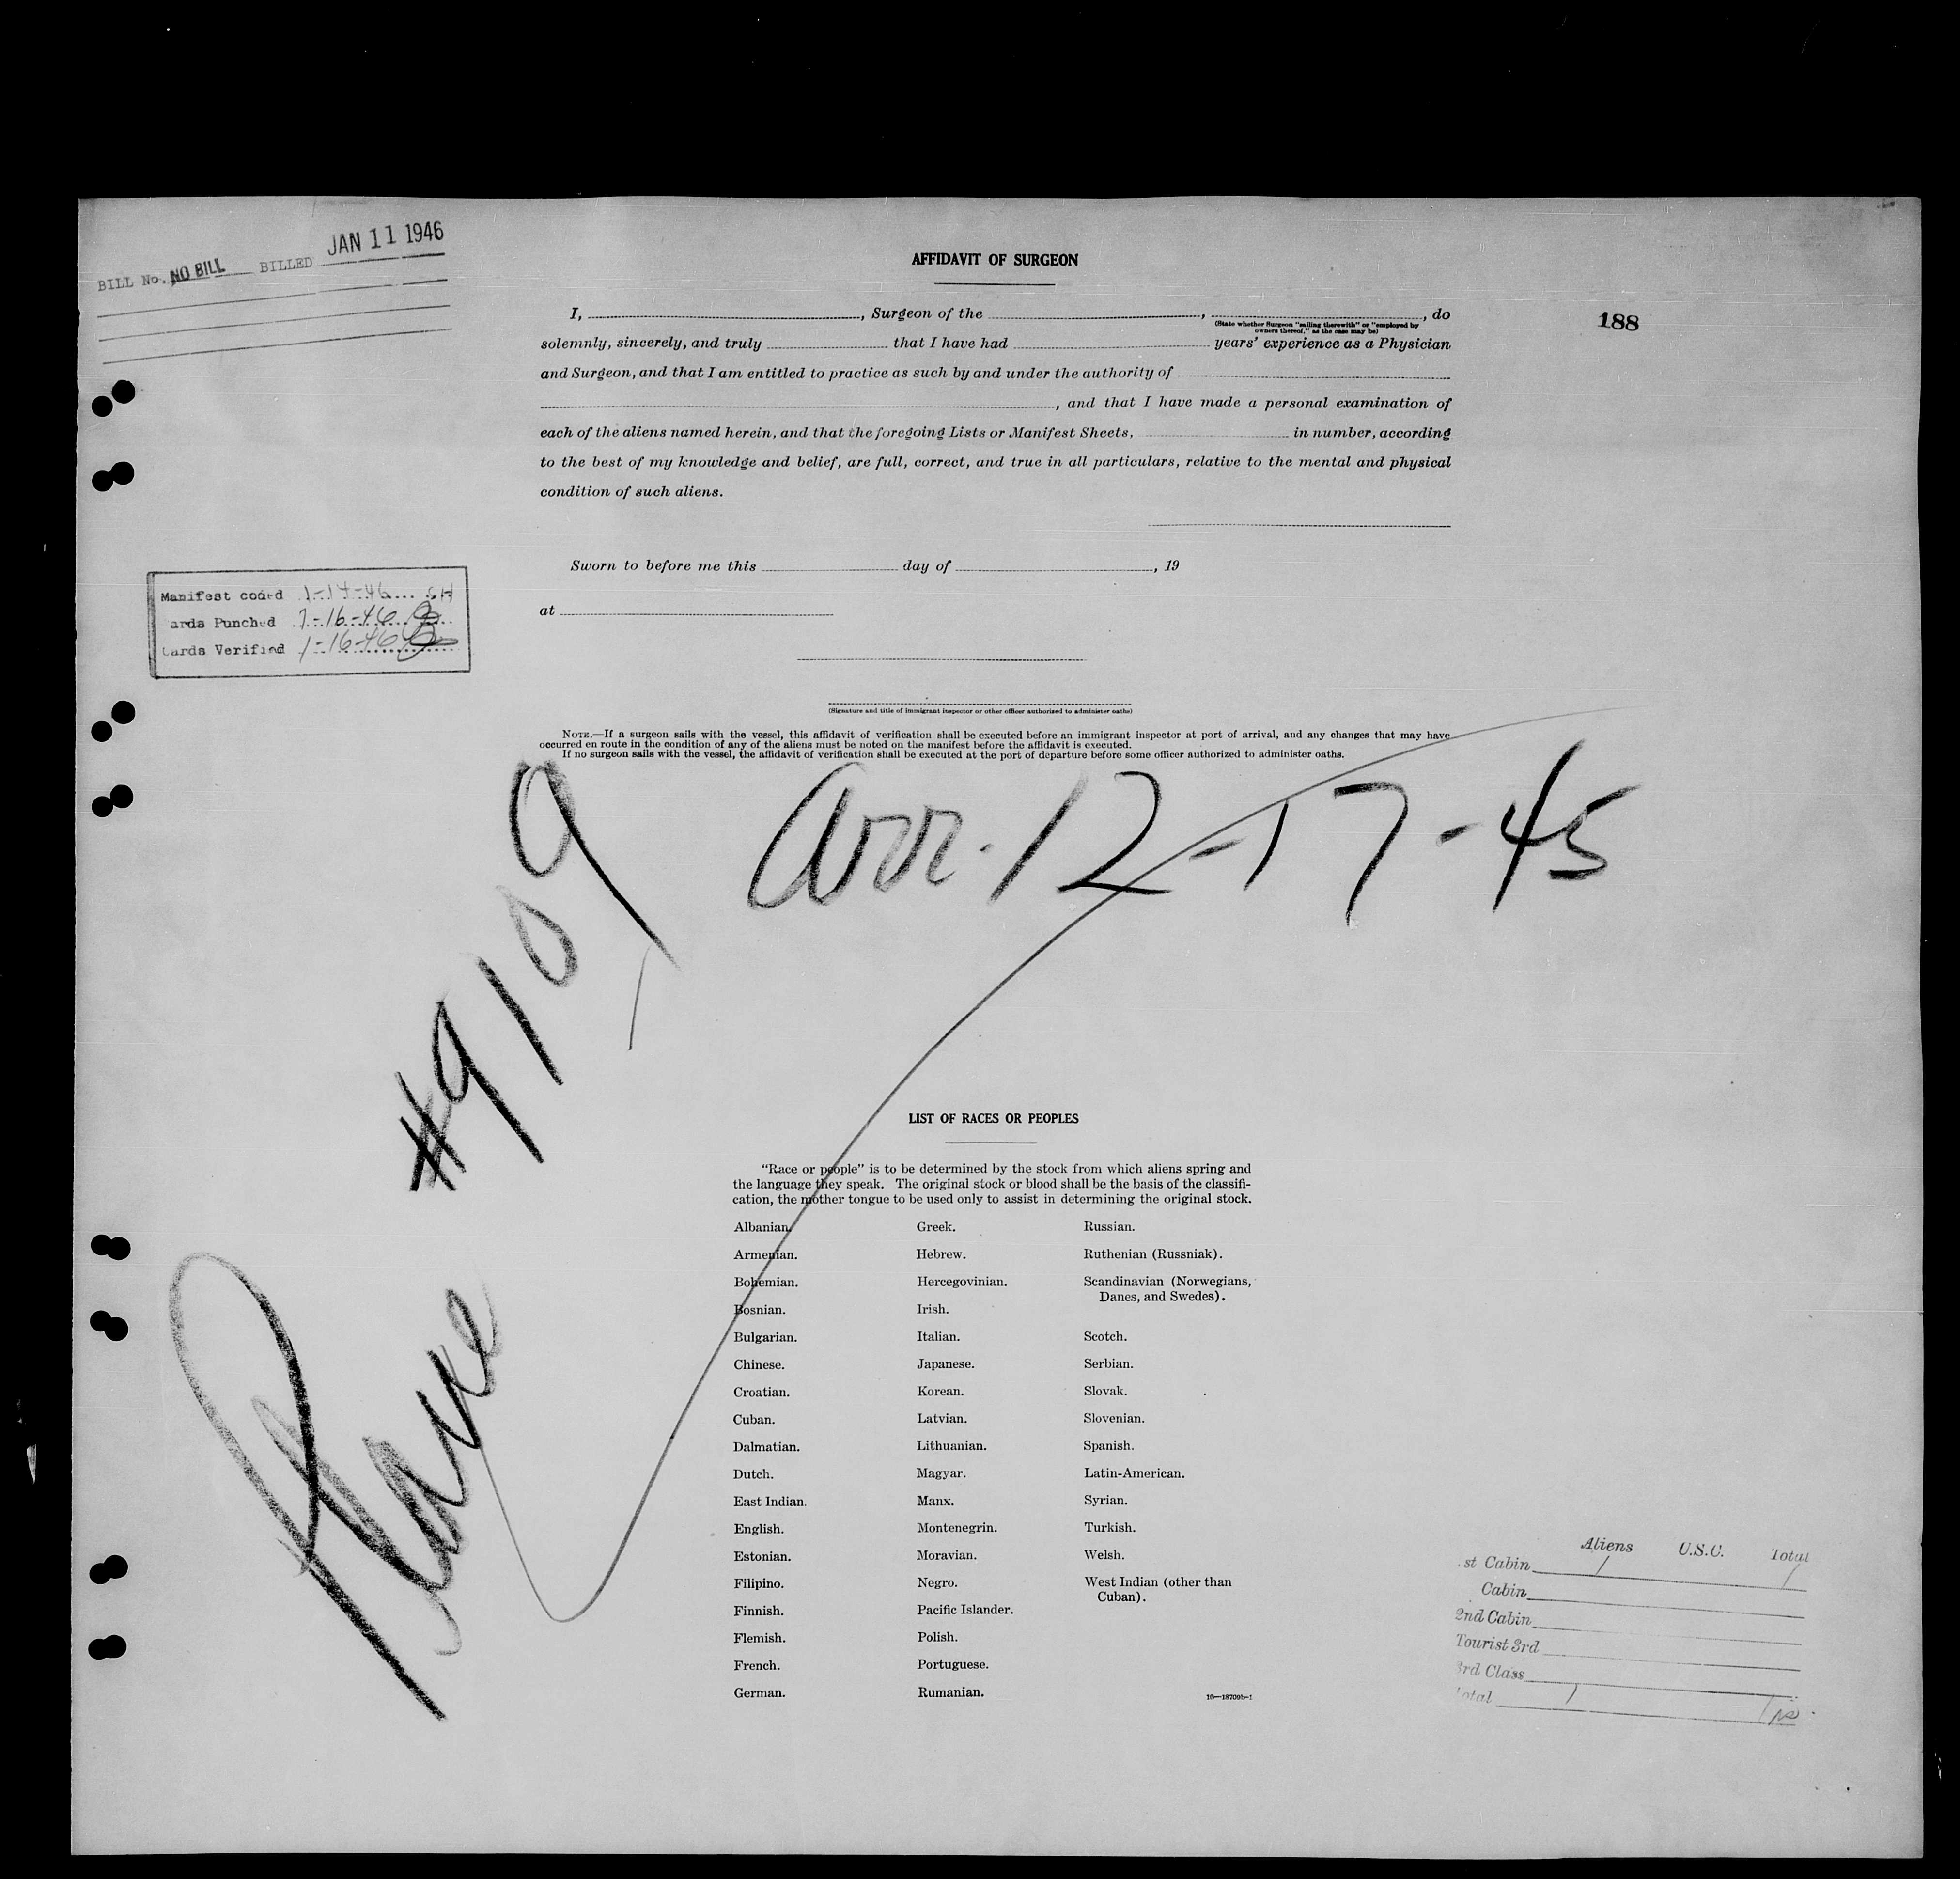 JAN 11 1946
BILL No. NO BILL BILLED
AFFIDAVIT OF SURGEON
188
I, , Surgeon of the , , do
(State whether Surgeon "sailing therewith" or "employed by
owners thereof," as the case may be)
solemnly, sincerely, and truly that I have had years' experience as a Physician
and Surgeon, and that I am entitled to practice as such by and under the authority of
, and that I have made a personal examination of
each of the aliens named herein, and that the foregoing Lists or Manifest Sheets, in number, according
to the best of my knowledge and belief, are full, correct, and true in all particulars, relative to the mental and physical
condition of such aliens.
Sworn to before me this day of , 19
at
Manifest coded 1-14-46 SH
ards Punched 1-16-46
Cards Verified 1-16-46
(Signature and title of immigrant inspector or other officer authorized to administer oaths)
NOTE.—If a surgeon sails with the vessel, this affidavit of verification shall be executed before an immigrant inspector at port of arrival, and any changes that may have
occurred en route in the condition of any of the aliens must be noted on the manifest before the affidavit is executed.
If no surgeon sails with the vessel, the affidavit of verification shall be executed at the port of departure before some officer authorized to administer oaths.
Arr. 12-17-45
Plane #9109
LIST OF RACES OR PEOPLES
"Race or people" is to be determined by the stock from which aliens spring and
the language they speak. The original stock or blood shall be the basis of the classifi-
cation, the mother tongue to be used only to assist in determining the original stock.
Albanian.
Armenian.
Bohemian.
Bosnian.
Bulgarian.
Chinese.
Croatian.
Cuban.
Dalmatian.
Dutch.
East Indian.
English.
Estonian.
Filipino.
Finnish.
Flemish.
French.
German.
Greek.
Hebrew.
Hercegovinian.
Irish.
Italian.
Japanese.
Korean.
Latvian.
Lithuanian.
Magyar.
Manx.
Montenegrin.
Moravian.
Negro.
Pacific Islander.
Polish.
Portuguese.
Rumanian.
Russian.
Ruthenian (Russniak).
Scandinavian (Norwegians,
Danes, and Swedes).
Scotch.
Serbian.
Slovak.
Slovenian.
Spanish.
Latin-American.
Syrian.
Turkish.
Welsh.
West Indian (other than
Cuban).
16—18709b-1
Aliens U.S.C. Total
st Cabin 1 1
Cabin
2nd Cabin
Tourist 3rd
3rd Class
Total 1 1